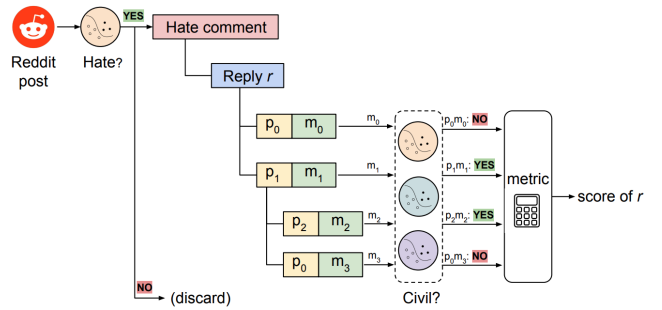 YES
Hate comment
Reddit
post
Hate?
Reply r
p₀ m₀
m₀
p₀m₀: NO
p₁ m₁
m₁
p₁m₁: YES
metric
score of r
p₂ m₂
m₂
p₂m₂: YES
p₀ m₃
m₃
p₀m₃: NO
NO
(discard)
Civil?